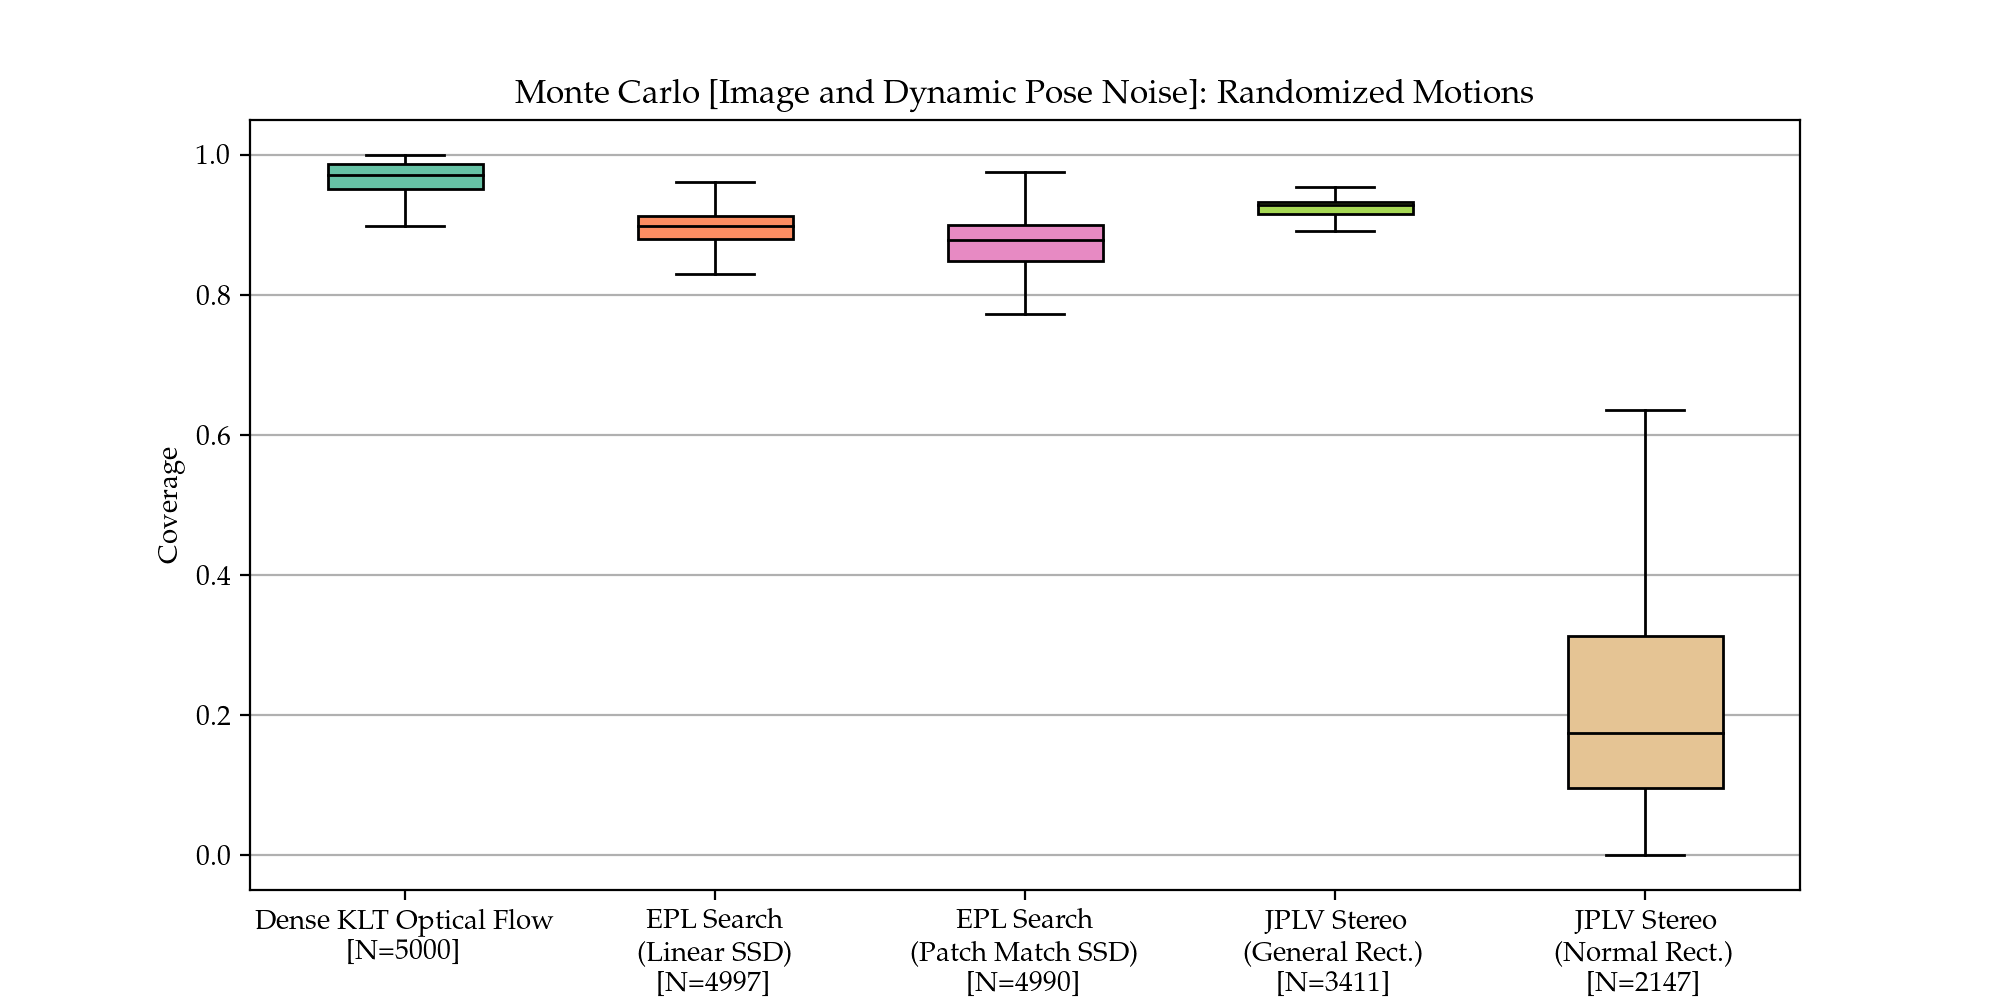 Monte Carlo [Image and Dynamic Pose Noise]: Randomized Motions
Coverage
1.0
0.8
0.6
0.4
0.2
0.0
Dense KLT Optical Flow
[N=5000]
EPL Search
(Linear SSD)
[N=4997]
EPL Search
(Patch Match SSD)
[N=4990]
JPLV Stereo
(General Rect.)
[N=3411]
JPLV Stereo
(Normal Rect.)
[N=2147]